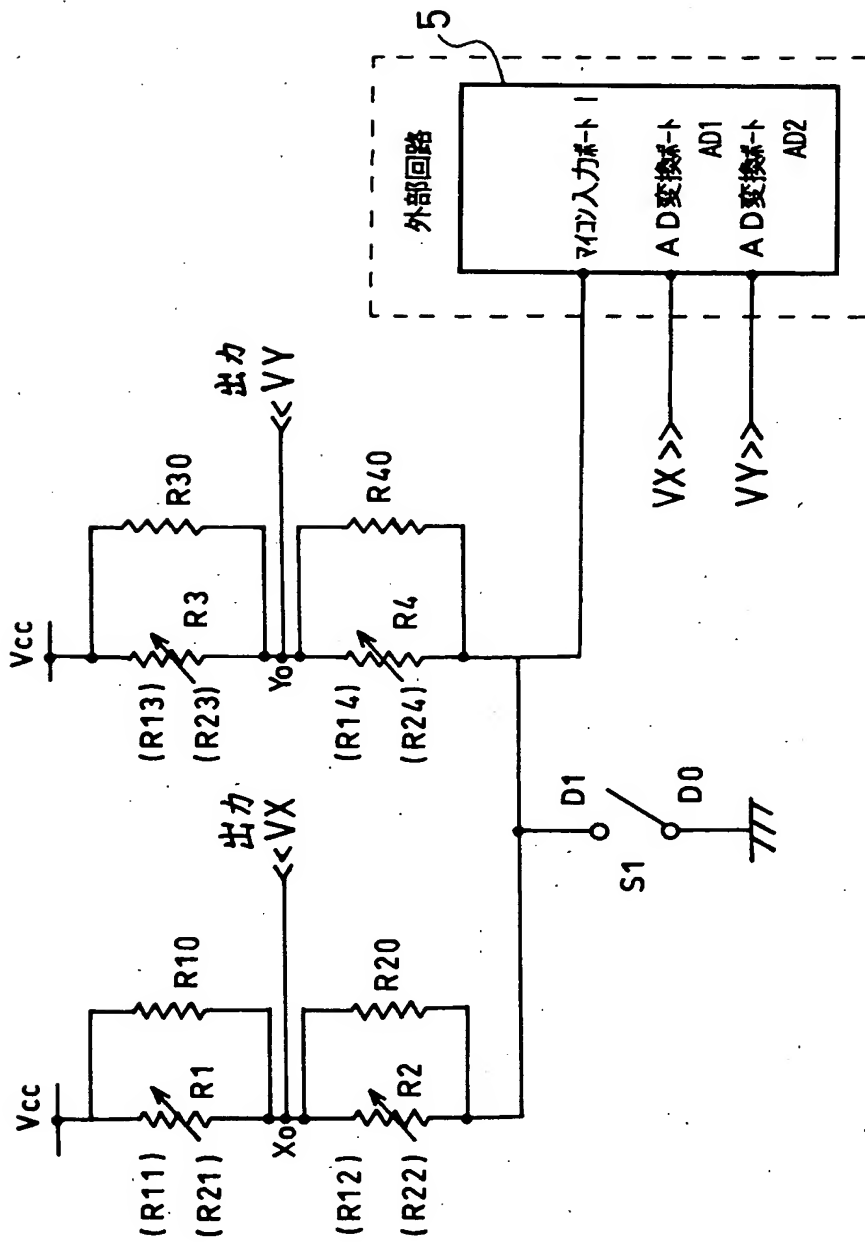 Vcc
(R11)
(R21)
R1
R10
Xo
出力
<<VX
(R12)
(R22)
R2
R20
Vcc
(R13)
(R23)
R3
R30
Yo
出力
<<VY
(R14)
(R24)
R4
R40
D1
S1
D0
VX>>
VY>>
外部回路
5
マイコン入力ポート I
AD変換ポート
AD1
AD変換ポート
AD2